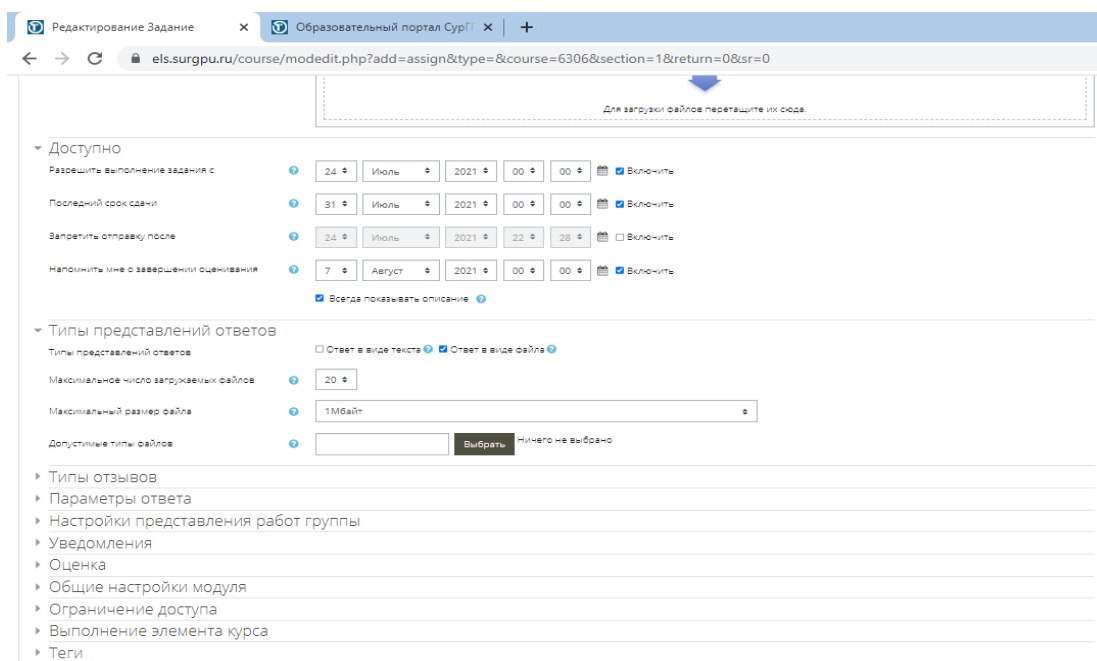 Редактирование Задание
Образовательный портал СурГП
els.surgpu.ru/course/modedit.php?add=assign&type=&course=6306&section=1&return=0&sr=0
Для загрузки файлов перетащите их сюда.
Доступно
Разрешить выполнение задания с 24 Июль 2021 00 00 Включить
Последний срок сдачи 31 Июль 2021 00 00 Включить
Запретить отправку после 24 Июль 2021 22 28 Включить
Напомнить мне о завершении оценивания 7 Август 2021 00 00 Включить
Всегда показывать описание
Типы представлений ответов
Типы представлений ответов Ответ в виде текста Ответ в виде файла
Максимальное число загружаемых файлов 20
Максимальный размер файла 1Мбайт
Допустимые типы файлов Выбрать Ничего не выбрано
Типы отзывов
Параметры ответа
Настройки представления работ группы
Уведомления
Оценка
Общие настройки модуля
Ограничение доступа
Выполнение элемента курса
Теги